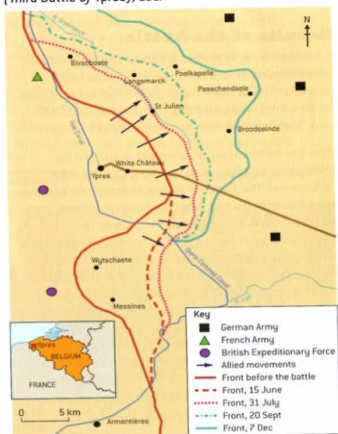 (Third Battle of Ypres),
N
Bixschoote
Langemarck
Poelkapelle
Passchendaele
St Julien
Broodseinde
White Château
Ypres
Wytschaete
Messines
Armentières
Ypres
BELGIUM
FRANCE
0 5 km
Key
German Army
French Army
British Expeditionary Force
Allied movements
Front before the battle
Front, 15 June
Front, 31 July
Front, 20 Sept
Front, 7 Dec